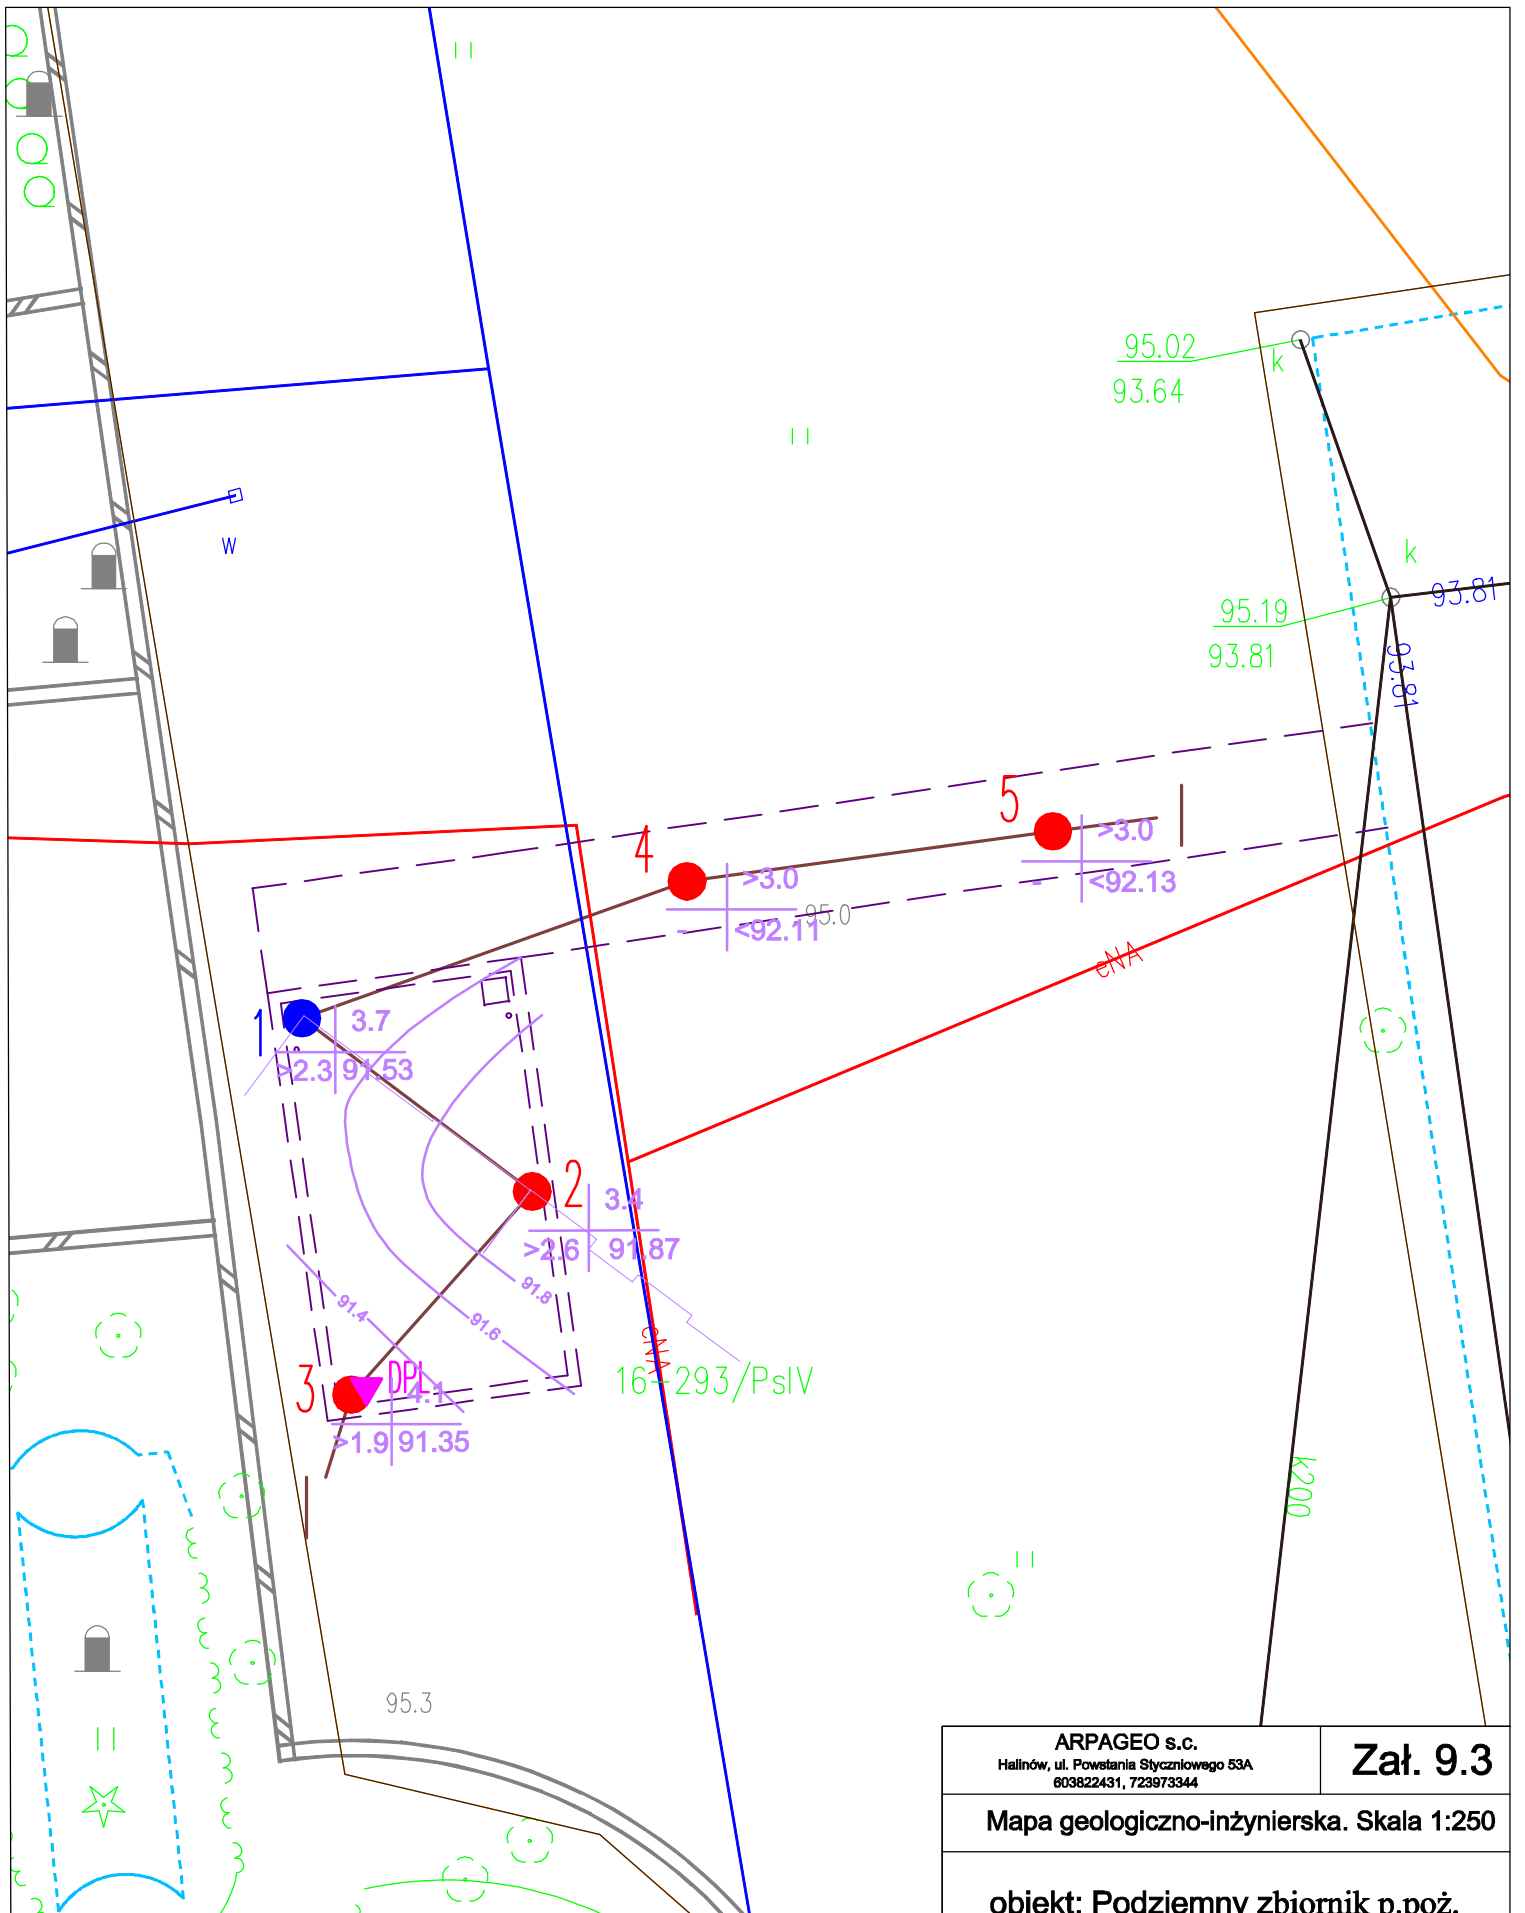 95.02
k
93.64
k
W
93.81
95.19
93.81
93.81
5
>3.0
4
- <92.13
>3.0
95.0
- <92.11
eNA
1
3.7
>2.3 91.53
2
3.4
>2.6 91.87
91.8
91.4
91.6
eNA
3
DPL
4.1
16-293/PsIV
>1.9 91.35
k200
95.3
ARPAGEO s.c.
Halinów, ul. Powstania Styczniowego 53A
603822431, 723973344
Zał. 9.3
Mapa geologiczno-inżynierska. Skala 1:250
obiekt: Podziemny zbiornik p.poż.